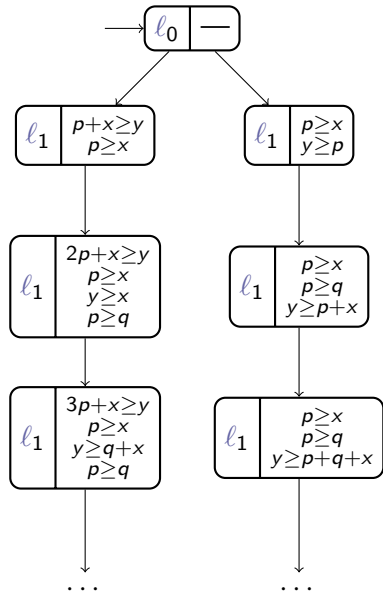 ℓ0 —
ℓ1 p+x≥y
p≥x
ℓ1 p≥x
y≥p
ℓ1 2p+x≥y
p≥x
y≥x
p≥q
ℓ1 p≥x
p≥q
y≥p+x
ℓ1 3p+x≥y
p≥x
y≥q+x
p≥q
ℓ1 p≥x
p≥q
y≥p+q+x
... ...